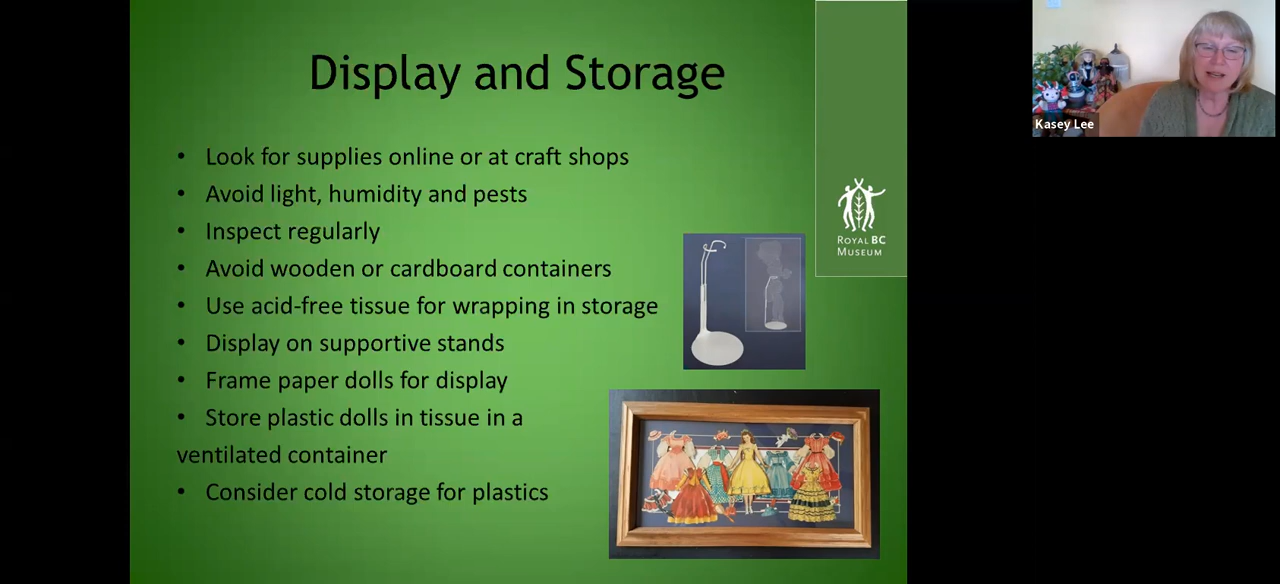 Display and Storage
• Look for supplies online or at craft shops
• Avoid light, humidity and pests
• Inspect regularly
• Avoid wooden or cardboard containers
• Use acid-free tissue for wrapping in storage
• Display on supportive stands
• Frame paper dolls for display
• Store plastic dolls in tissue in a
ventilated container
• Consider cold storage for plastics
ROYAL BC
MUSEUM
Kasey Lee